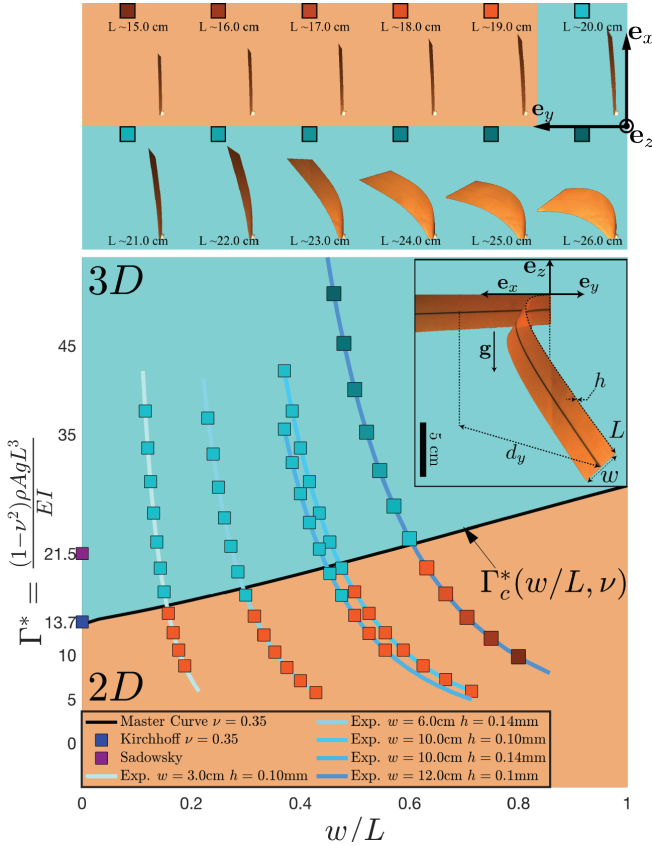 L ~15.0 cm L ~16.0 cm L ~17.0 cm L ~18.0 cm L ~19.0 cm L ~20.0 cm
e_x
e_y
e_z
L ~21.0 cm L ~22.0 cm L ~23.0 cm L ~24.0 cm L ~25.0 cm L ~26.0 cm
3D
e_z
e_x e_y
g
h
L
5 cm
d_y
w
45
35
21.5
13.7
10
5
0
Γ* = (1−ν²)ρAgL³ / EI
Γ*_c(w/L, ν)
2D
Master Curve ν = 0.35
Kirchhoff ν = 0.35
Sadowsky
Exp. w = 3.0cm h = 0.10mm
Exp. w = 6.0cm h = 0.14mm
Exp. w = 10.0cm h = 0.10mm
Exp. w = 10.0cm h = 0.14mm
Exp. w = 12.0cm h = 0.1mm
0 0.2 0.4 0.6 0.8 1
w/L